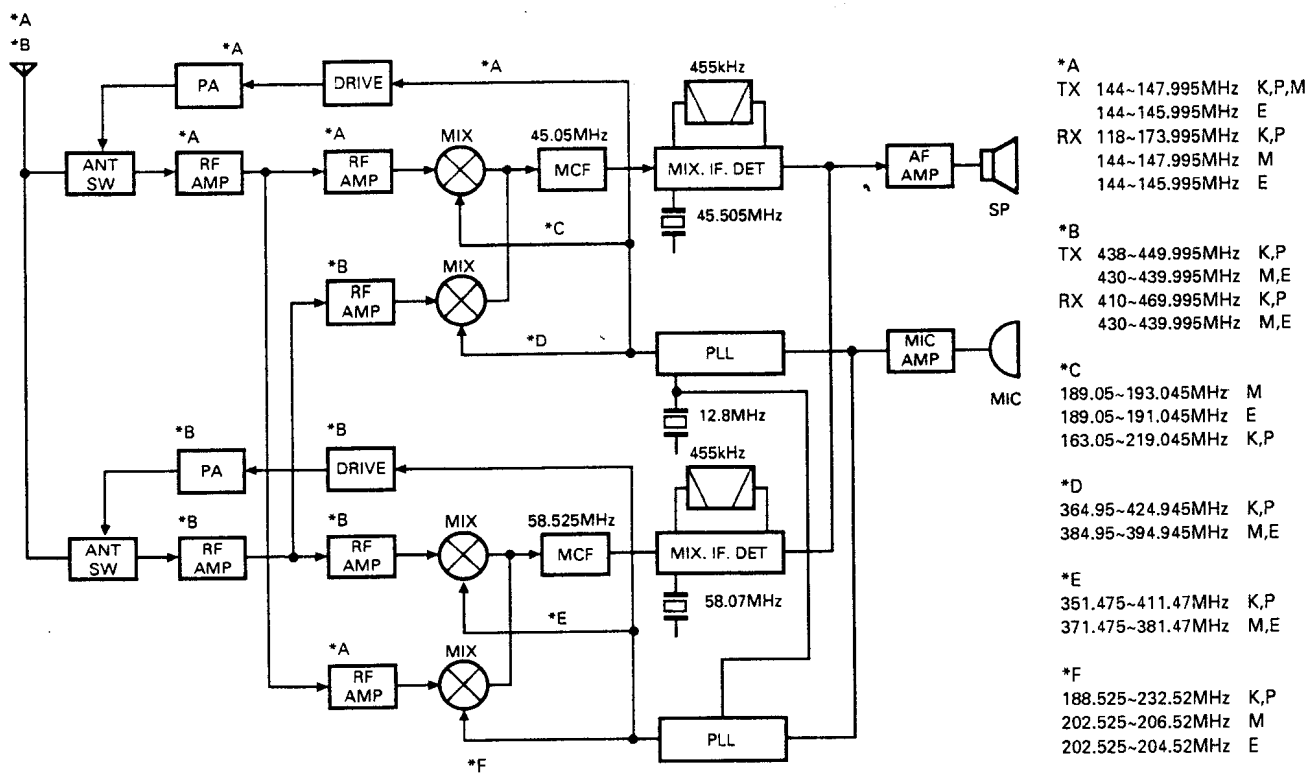 *A
*B
*A
PA
DRIVE
*A
455kHz
ANT
SW
*A
RF
AMP
*A
RF
AMP
MIX
45.05MHz
MCF
MIX. IF. DET
AF
AMP
SP
45.505MHz
*C
*B
RF
AMP
MIX
*D
PLL
MIC
AMP
MIC
12.8MHz
*B
PA
*B
DRIVE
455kHz
ANT
SW
*B
RF
AMP
*B
RF
AMP
MIX
58.525MHz
MCF
MIX. IF. DET
58.07MHz
*E
*A
RF
AMP
MIX
*F
PLL
*A
TX 144~147.995MHz K,P,M
144~145.995MHz E
RX 118~173.995MHz K,P
144~147.995MHz M
144~145.995MHz E
*B
TX 438~449.995MHz K,P
430~439.995MHz M,E
RX 410~469.995MHz K,P
430~439.995MHz M,E
*C
189.05~193.045MHz M
189.05~191.045MHz E
163.05~219.045MHz K,P
*D
364.95~424.945MHz K,P
384.95~394.945MHz M,E
*E
351.475~411.47MHz K,P
371.475~381.47MHz M,E
*F
188.525~232.52MHz K,P
202.525~206.52MHz M
202.525~204.52MHz E